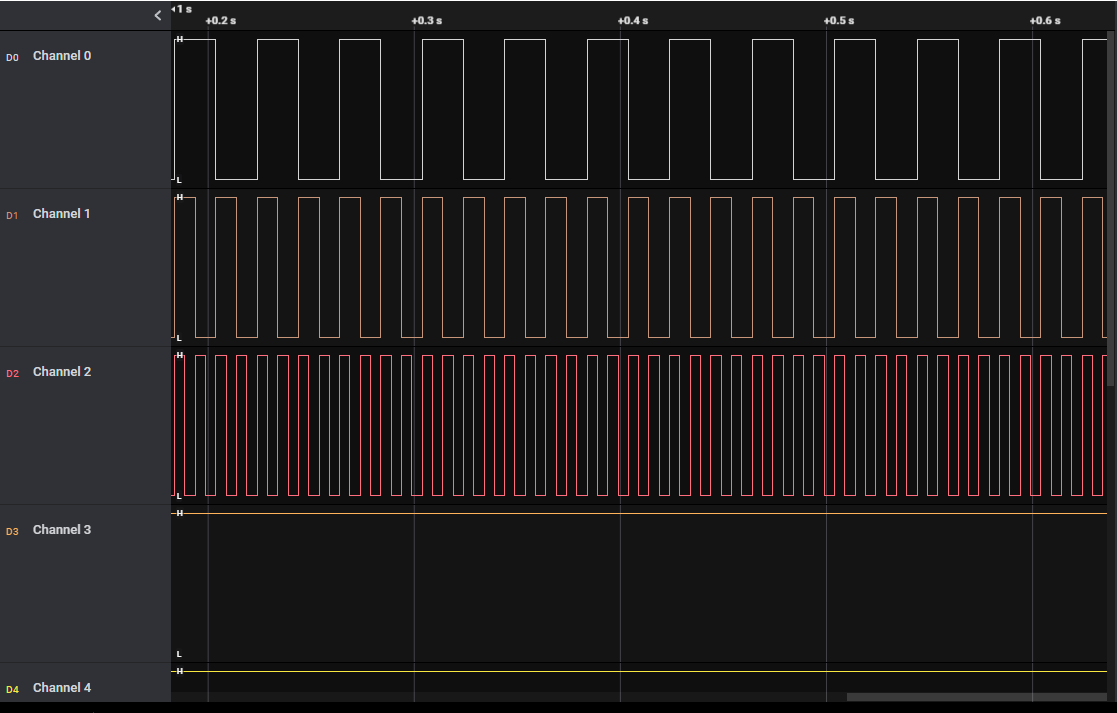 1 s
+0.2 s +0.3 s +0.4 s +0.5 s +0.6 s
H
D0 Channel 0
L
H
D1 Channel 1
L
H
D2 Channel 2
L
H
D3 Channel 3
L
H
D4 Channel 4